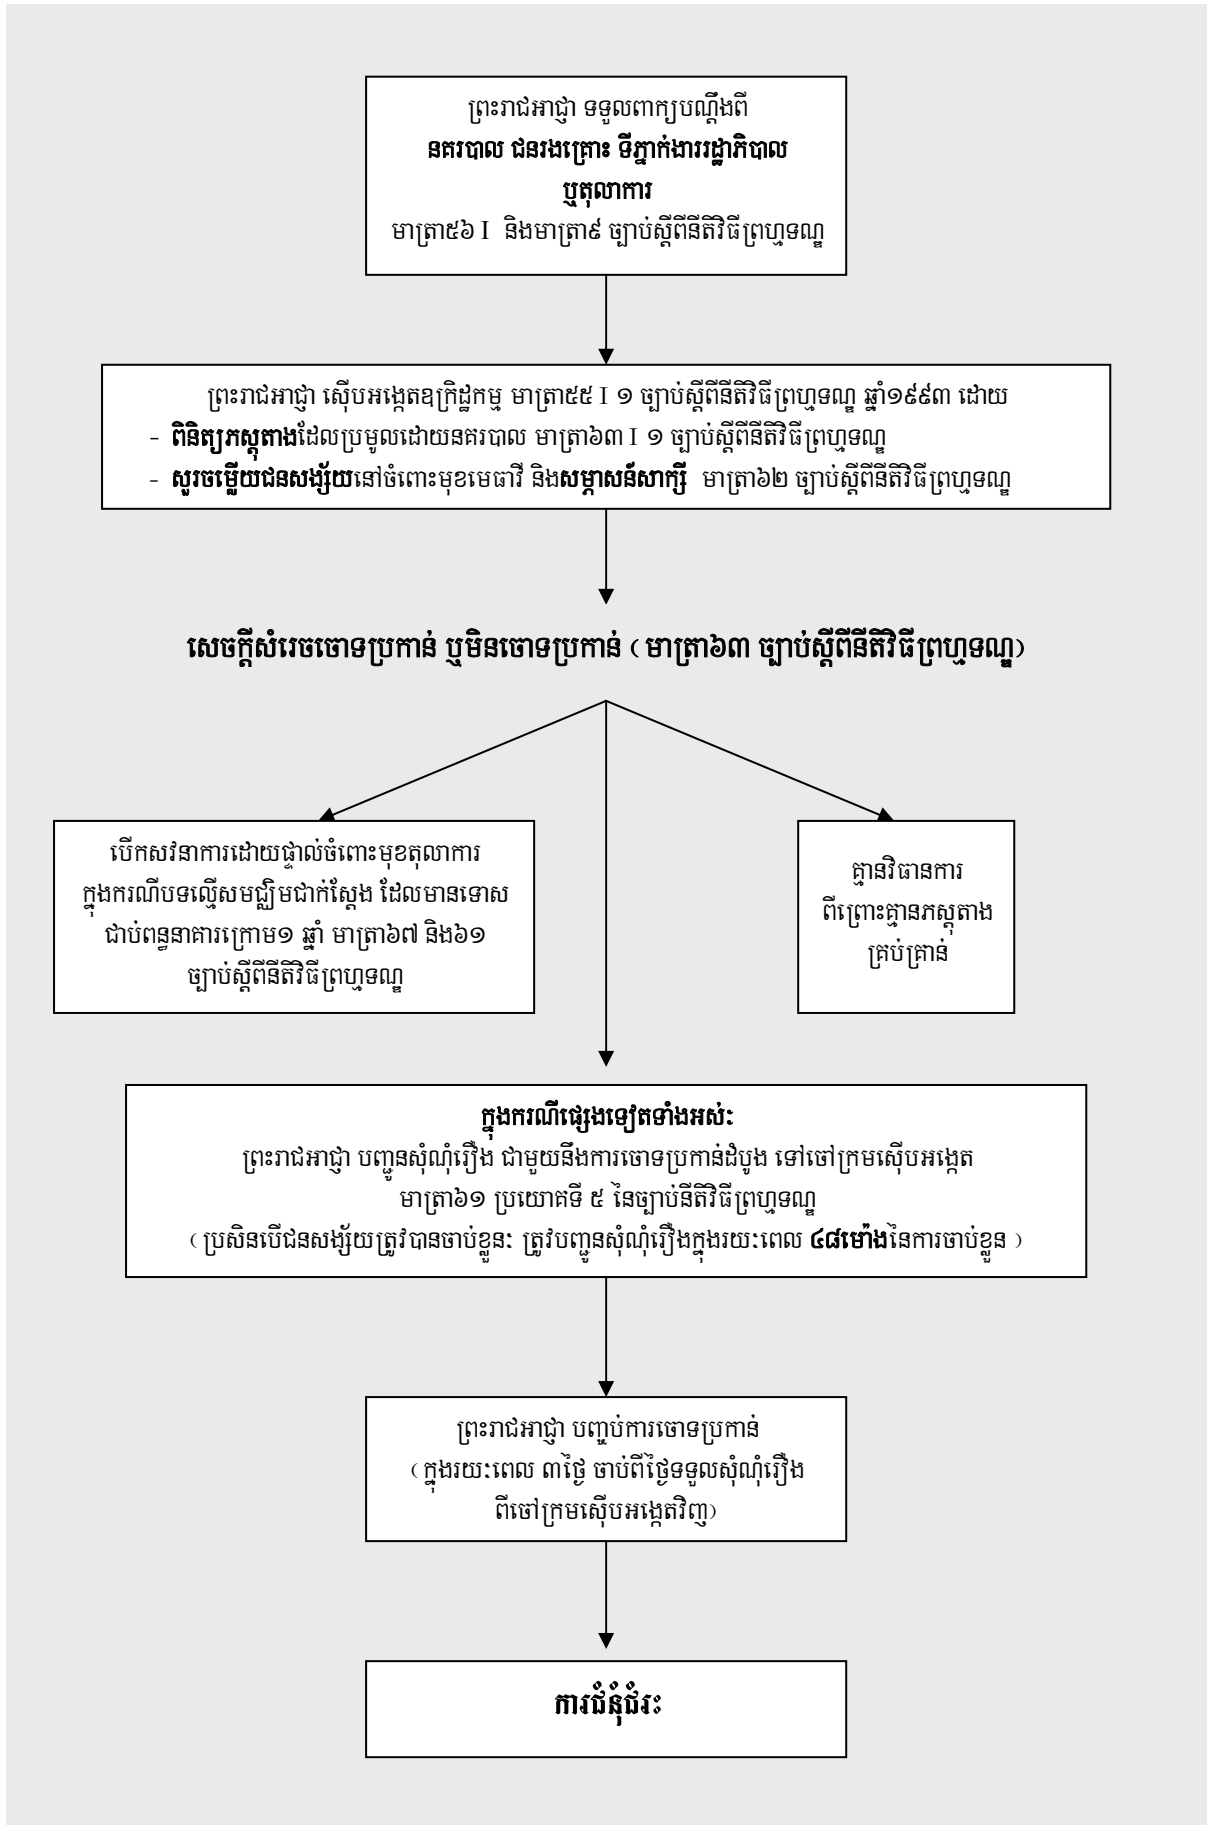 ព្រះរាជអាជ្ញា ទទួលពាក្យបណ្តឹងពី
នគរបាល ជនរងគ្រោះ ទីភ្នាក់ងាររដ្ឋាភិបាល
ឬតុលាការ
មាត្រា៥៦ I និងមាត្រា៩ ច្បាប់ស្តីពីនីតិវិធីព្រហ្មទណ្ឌ
ព្រះរាជអាជ្ញា ស៊ើបអង្កេតឧក្រិដ្ឋកម្ម មាត្រា៥៥ I ១ ច្បាប់ស្តីពីនីតិវិធីព្រហ្មទណ្ឌ ឆ្នាំ១៩៩៣ ដោយ
- ពិនិត្យភស្តុតាងដែលប្រមូលដោយនគរបាល មាត្រា៦៣ I ១ ច្បាប់ស្តីពីនីតិវិធីព្រហ្មទណ្ឌ
- សួរចម្លើយជនសង្ស័យនៅចំពោះមុខមេធាវី និងសម្ភាសន៍សាក្សី មាត្រា៦២ ច្បាប់ស្តីពីនីតិវិធីព្រហ្មទណ្ឌ
សេចក្តីសំរេចចោទប្រកាន់ ឬមិនចោទប្រកាន់ ( មាត្រា៦៣ ច្បាប់ស្តីពីនីតិវិធីព្រហ្មទណ្ឌ)
បើកសវនាការដោយផ្ទាល់ចំពោះមុខតុលាការ
ក្នុងករណីបទល្មើសមជ្ឈិមជាក់ស្តែង ដែលមានទោស
ជាប់ពន្ធនាគារក្រោម១ ឆ្នាំ មាត្រា៦៧ និង៦១
ច្បាប់ស្តីពីនីតិវិធីព្រហ្មទណ្ឌ
គ្មានវិធានការ
ពីព្រោះគ្មានភស្តុតាង
គ្រប់គ្រាន់
ក្នុងករណីផ្សេងទៀតទាំងអស់:
ព្រះរាជអាជ្ញា បញ្ជូនសុំណុំរឿង ជាមួយនឹងការចោទប្រកាន់ដំបូង ទៅចៅក្រមស៊ើបអង្កេត
មាត្រា៦១ ប្រយោគទី ៥ នៃច្បាប់នីតិវិធីព្រហ្មទណ្ឌ
( ប្រសិនបើជនសង្ស័យត្រូវបានចាប់ខ្លួន: ត្រូវបញ្ជូនសុំណុំរឿងក្នុងរយ:ពេល ៤៨ម៉ោងនៃការចាប់ខ្លួន )
ព្រះរាជអាជ្ញា បញ្ចប់ការចោទប្រកាន់
( ក្នុងរយ:ពេល ៣ថ្ងៃ ចាប់ពីថ្ងៃទទួលសុំណុំរឿង
ពីចៅក្រមស៊ើបអង្កេតវិញ)
ការជំនុំជំរះ